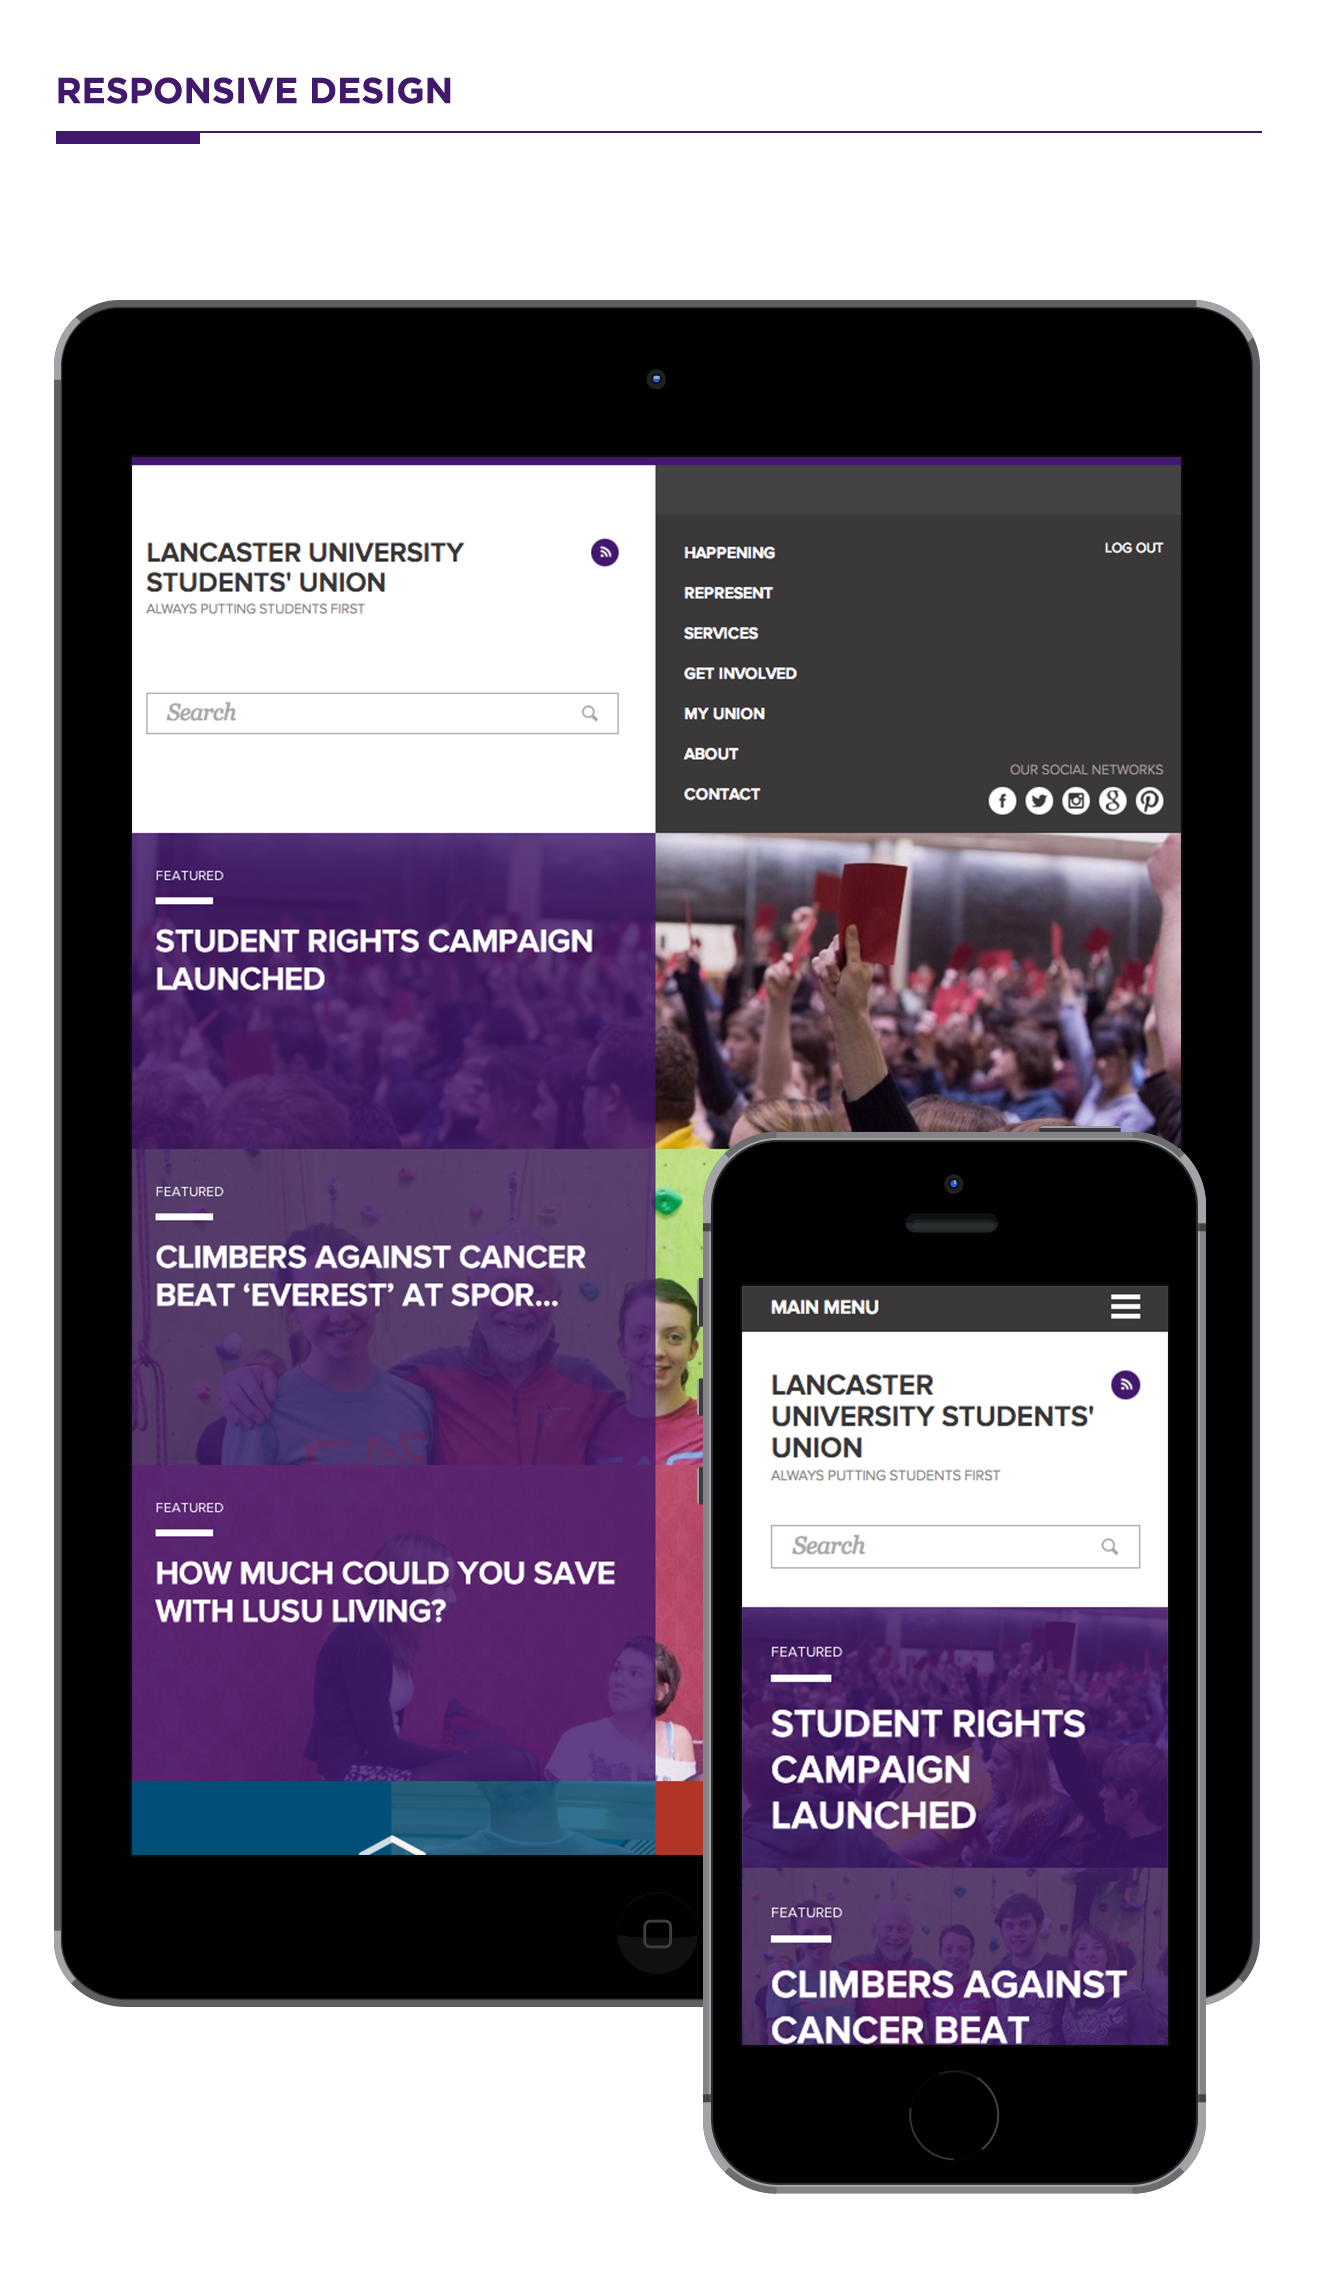 RESPONSIVE DESIGN
LANCASTER UNIVERSITY
STUDENTS' UNION
ALWAYS PUTTING STUDENTS FIRST
Search
HAPPENING
REPRESENT
SERVICES
GET INVOLVED
MY UNION
ABOUT
CONTACT
LOG OUT
OUR SOCIAL NETWORKS
FEATURED
STUDENT RIGHTS CAMPAIGN
LAUNCHED
FEATURED
CLIMBERS AGAINST CANCER
BEAT ‘EVEREST’ AT SPOR...
FEATURED
HOW MUCH COULD YOU SAVE
WITH LUSU LIVING?
MAIN MENU
LANCASTER
UNIVERSITY STUDENTS'
UNION
ALWAYS PUTTING STUDENTS FIRST
Search
FEATURED
STUDENT RIGHTS
CAMPAIGN
LAUNCHED
FEATURED
CLIMBERS AGAINST
CANCER BEAT